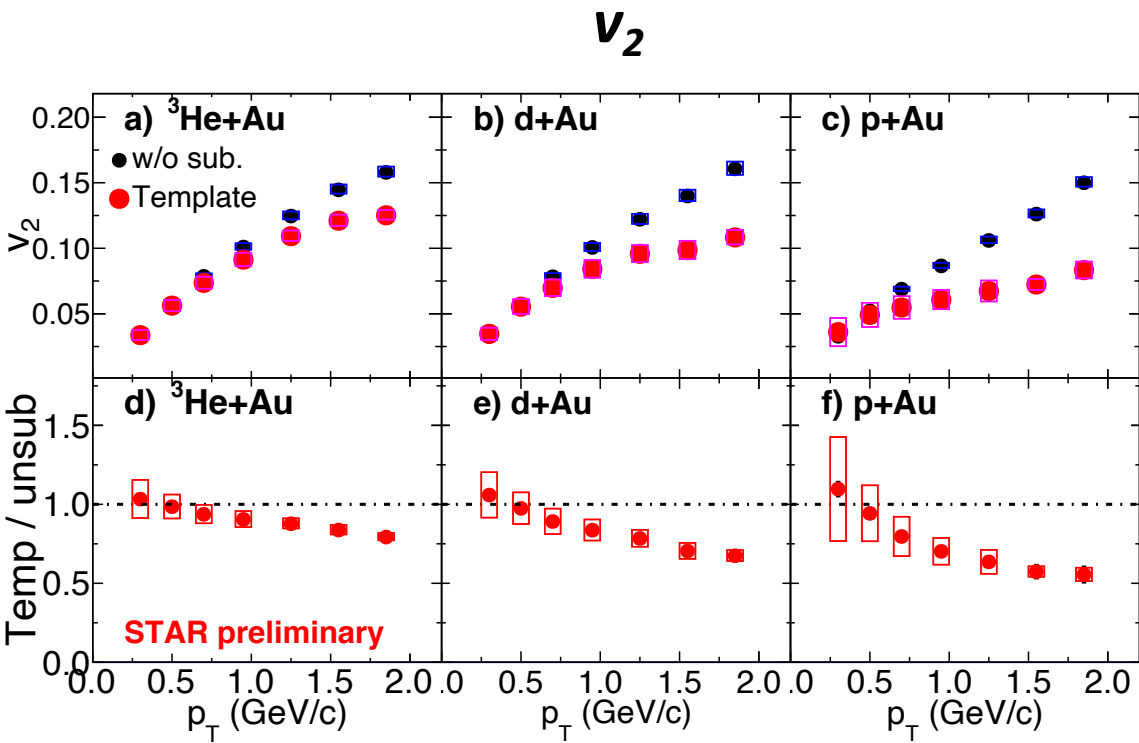 v2
a) 3He+Au
b) d+Au
c) p+Au
w/o sub.
Template
0.20
0.15
0.10
0.05
v2
d) 3He+Au
e) d+Au
f) p+Au
1.5
1.0
0.5
0.0
Temp / unsub
STAR preliminary
0.0 0.5 1.0 1.5 2.0 .0 0.5 1.0 1.5 2.0 .0 0.5 1.0 1.5 2.0
pT (GeV/c) pT (GeV/c) pT (GeV/c)